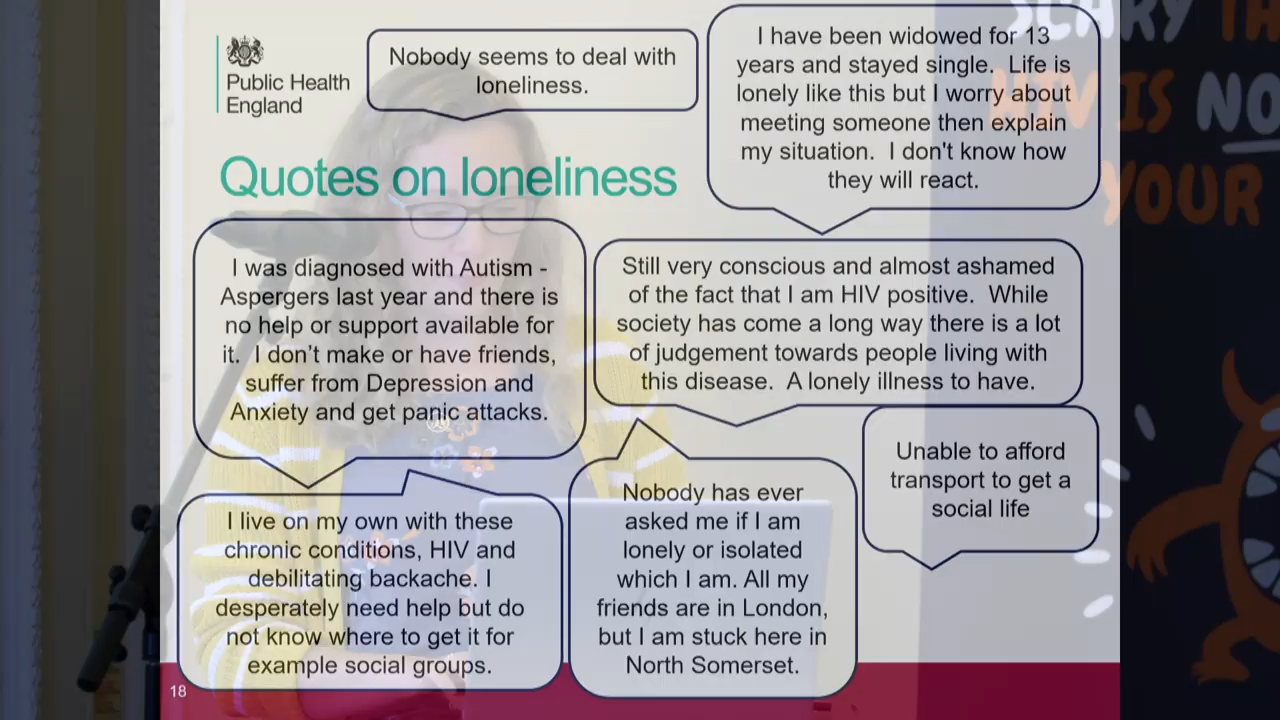 Public Health
England
Nobody seems to deal with
loneliness.
I have been widowed for 13
years and stayed single. Life is
lonely like this but I worry about
meeting someone then explain
my situation. I don't know how
they will react.
Quotes on loneliness
I was diagnosed with Autism -
Aspergers last year and there is
no help or support available for
it. I don’t make or have friends,
suffer from Depression and
Anxiety and get panic attacks.
Still very conscious and almost ashamed
of the fact that I am HIV positive. While
society has come a long way there is a lot
of judgement towards people living with
this disease. A lonely illness to have.
Unable to afford
transport to get a
social life
I live on my own with these
chronic conditions, HIV and
debilitating backache. I
desperately need help but do
not know where to get it for
example social groups.
Nobody has ever
asked me if I am
lonely or isolated
which I am. All my
friends are in London,
but I am stuck here in
North Somerset.
18
SCARY
IS NO
YOUR